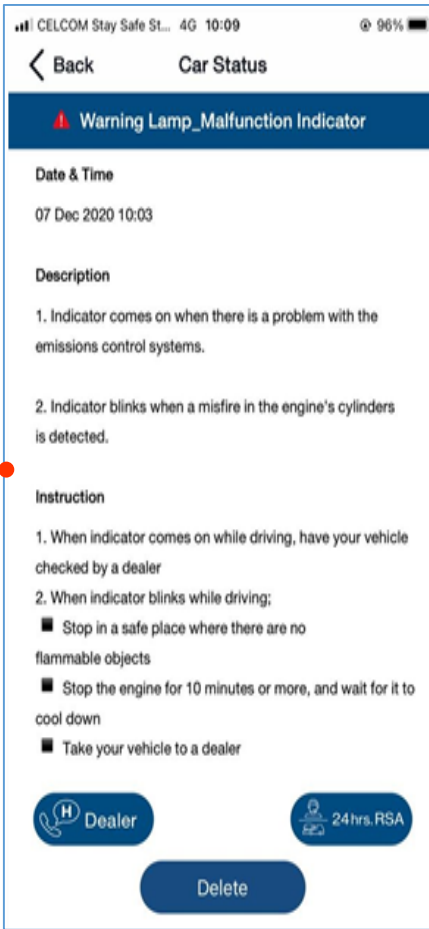 CELCOM Stay Safe St... 4G 10:09 96%
Back Car Status
Warning Lamp_Malfunction Indicator
Date & Time
07 Dec 2020 10:03
Description
1. Indicator comes on when there is a problem with the
emissions control systems.
2. Indicator blinks when a misfire in the engine's cylinders
is detected.
Instruction
1. When indicator comes on while driving, have your vehicle
checked by a dealer
2. When indicator blinks while driving;
■ Stop in a safe place where there are no
flammable objects
■ Stop the engine for 10 minutes or more, and wait for it to
cool down
■ Take your vehicle to a dealer
H Dealer
24hrs.RSA
Delete